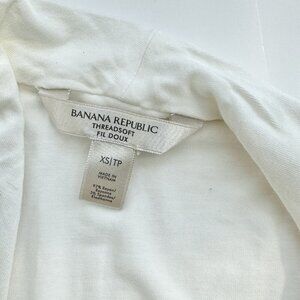 BANANA REPUBLIC
THREADSOFT
FIL DOUX
XS|TP
MADE IN
VIETNAM